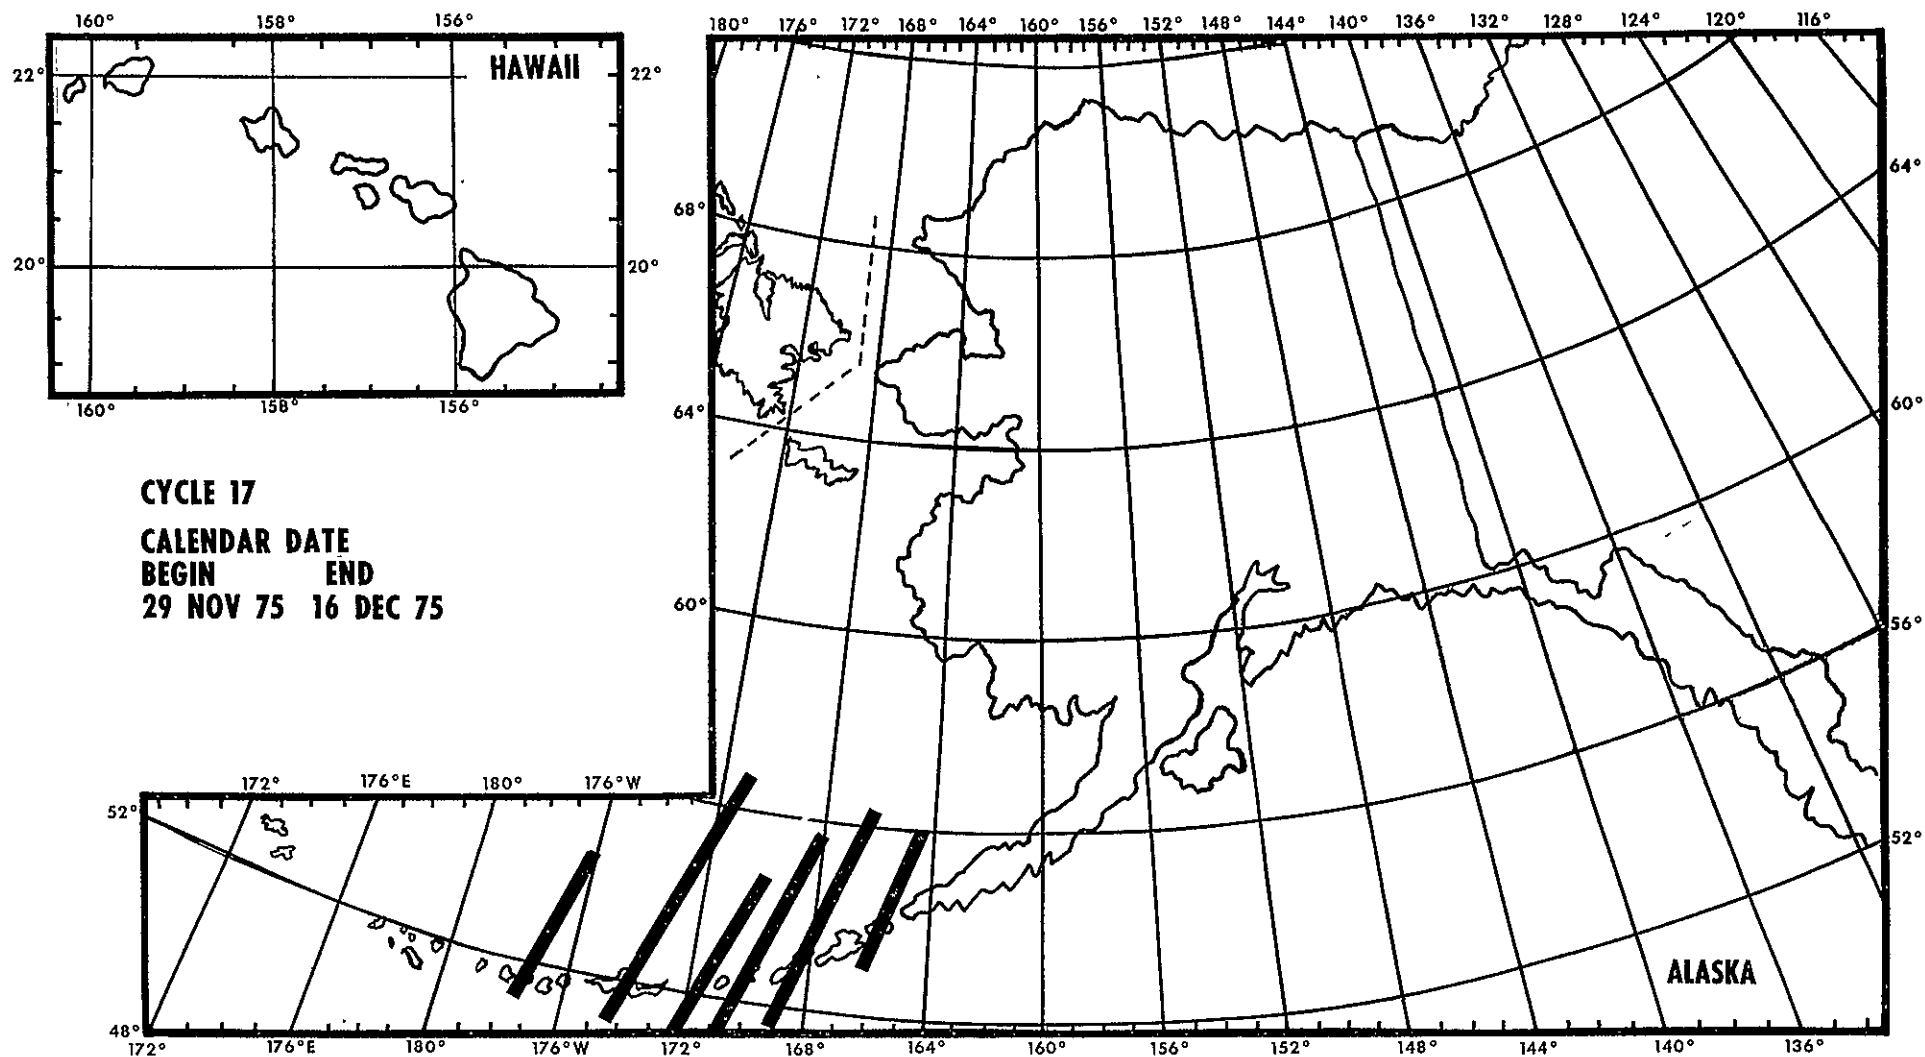 160° 158° 156°
180° 176° 172° 168° 164° 160° 156° 152° 148° 144° 140° 136° 132° 128° 124° 120° 116°
22° HAWAII 22°
64°
68°
20° 20°
160° 158° 156°
64° 60°
CYCLE 17
CALENDAR DATE
BEGIN END
29 NOV 75 16 DEC 75
60° 56°
172° 176°E 180° 176°W
52° 52°
ALASKA
48°
172° 176°E 180° 176°W 172° 168° 164° 160° 156° 152° 148° 144° 140° 136°